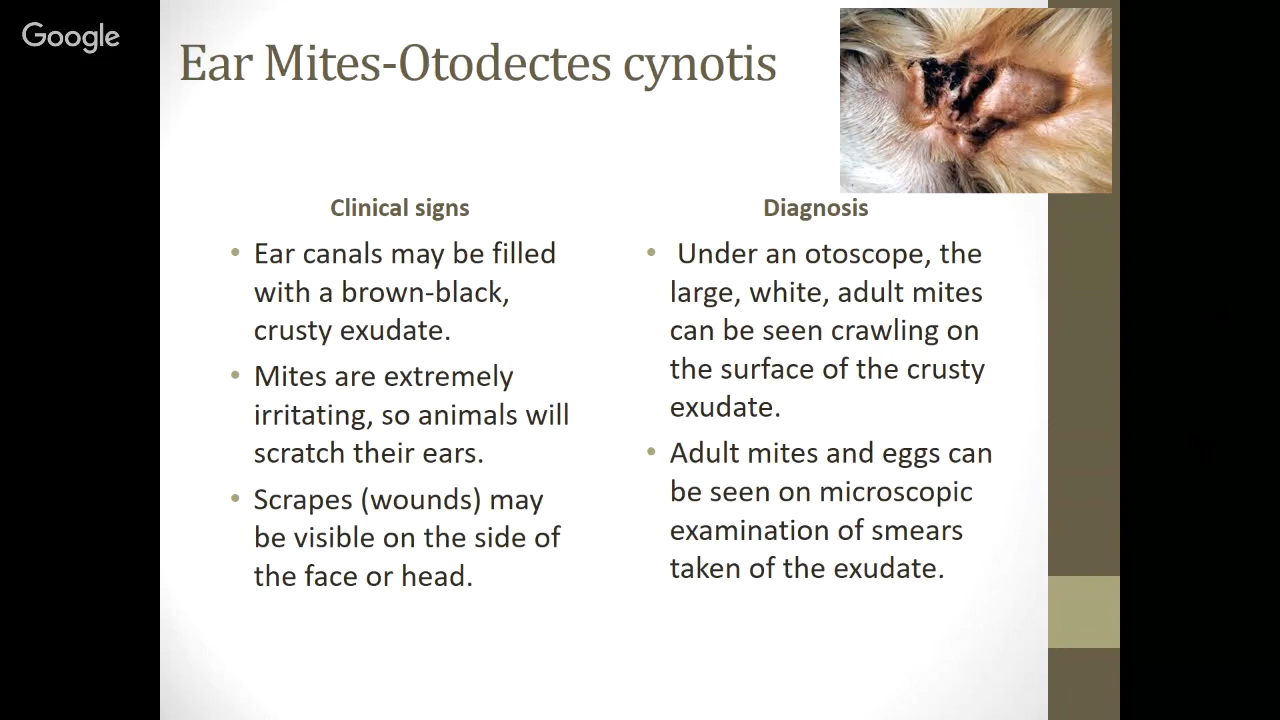 Google
Ear Mites-Otodectes cynotis
Clinical signs
• Ear canals may be filled
with a brown-black,
crusty exudate.
• Mites are extremely
irritating, so animals will
scratch their ears.
• Scrapes (wounds) may
be visible on the side of
the face or head.
Diagnosis
• Under an otoscope, the
large, white, adult mites
can be seen crawling on
the surface of the crusty
exudate.
• Adult mites and eggs can
be seen on microscopic
examination of smears
taken of the exudate.